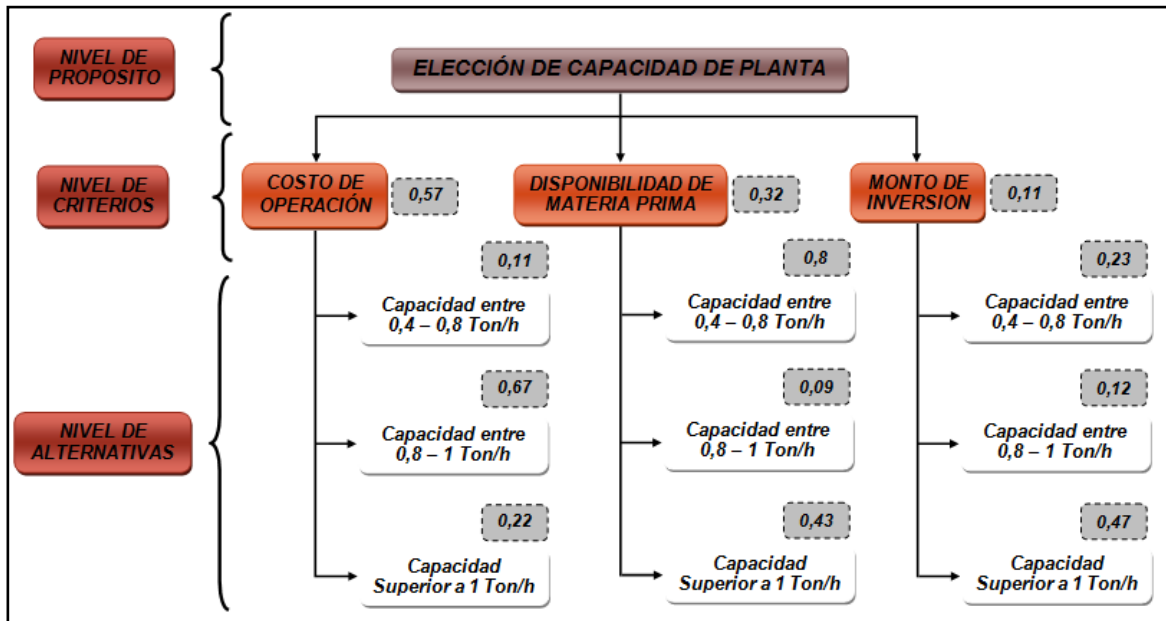 NIVEL DE
PROPOSITO
ELECCIÓN DE CAPACIDAD DE PLANTA
NIVEL DE
CRITERIOS
COSTO DE
OPERACIÓN
0,57
DISPONIBILIDAD DE
MATERIA PRIMA
0,32
MONTO DE
INVERSION
0,11
NIVEL DE
ALTERNATIVAS
0,11
Capacidad entre
0,4 – 0,8 Ton/h
0,67
Capacidad entre
0,8 – 1 Ton/h
0,22
Capacidad
Superior a 1 Ton/h
0,8
Capacidad entre
0,4 – 0,8 Ton/h
0,09
Capacidad entre
0,8 – 1 Ton/h
0,43
Capacidad
Superior a 1 Ton/h
0,23
Capacidad entre
0,4 – 0,8 Ton/h
0,12
Capacidad entre
0,8 – 1 Ton/h
0,47
Capacidad
Superior a 1 Ton/h